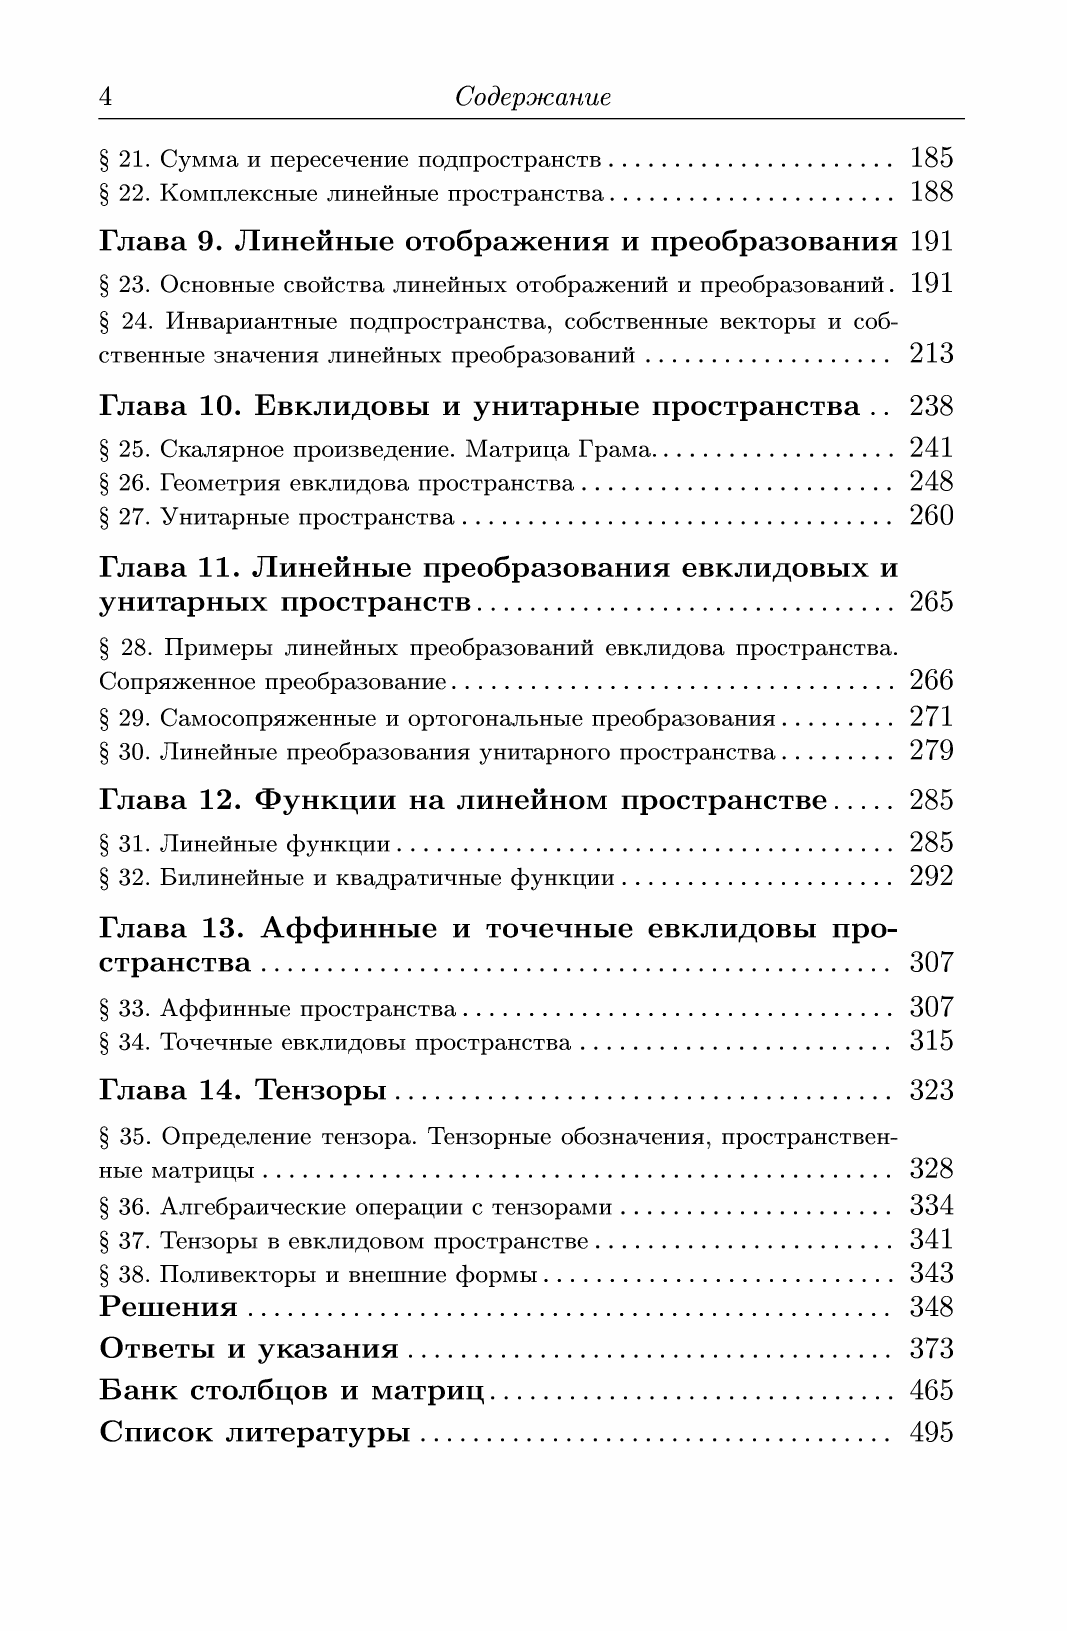 4 Содержание
§ 21. Сумма и пересечение подпространств . . . . . . . . . . . . . . . . . . . . . . 185
§ 22. Комплексные линейные пространства . . . . . . . . . . . . . . . . . . . . . . 188
Глава 9. Линейные отображения и преобразования 191
§ 23. Основные свойства линейных отображений и преобразований . 191
§ 24. Инвариантные подпространства, собственные векторы и соб-
ственные значения линейных преобразований . . . . . . . . . . . . . . . . . . . 213
Глава 10. Евклидовы и унитарные пространства . . 238
§ 25. Скалярное произведение. Матрица Грама. . . . . . . . . . . . . . . . . . . 241
§ 26. Геометрия евклидова пространства . . . . . . . . . . . . . . . . . . . . . . . . 248
§ 27. Унитарные пространства . . . . . . . . . . . . . . . . . . . . . . . . . . . . . . . . . 260
Глава 11. Линейные преобразования евклидовых и
унитарных пространств . . . . . . . . . . . . . . . . . . . . . . . . . . . . . . . . 265
§ 28. Примеры линейных преобразований евклидова пространства.
Сопряженное преобразование . . . . . . . . . . . . . . . . . . . . . . . . . . . . . . . . . . 266
§ 29. Самосопряженные и ортогональные преобразования . . . . . . . . . 271
§ 30. Линейные преобразования унитарного пространства . . . . . . . . . 279
Глава 12. Функции на линейном пространстве . . . . . 285
§ 31. Линейные функции . . . . . . . . . . . . . . . . . . . . . . . . . . . . . . . . . . . . . . 285
§ 32. Билинейные и квадратичные функции . . . . . . . . . . . . . . . . . . . . . 292
Глава 13. Аффинные и точечные евклидовы про-
странства . . . . . . . . . . . . . . . . . . . . . . . . . . . . . . . . . . . . . . . . . . . . . . . . 307
§ 33. Аффинные пространства . . . . . . . . . . . . . . . . . . . . . . . . . . . . . . . . . 307
§ 34. Точечные евклидовы пространства . . . . . . . . . . . . . . . . . . . . . . . . 315
Глава 14. Тензоры . . . . . . . . . . . . . . . . . . . . . . . . . . . . . . . . . . . . . . 323
§ 35. Определение тензора. Тензорные обозначения, пространствен-
ные матрицы . . . . . . . . . . . . . . . . . . . . . . . . . . . . . . . . . . . . . . . . . . . . . . . . 328
§ 36. Алгебраические операции с тензорами . . . . . . . . . . . . . . . . . . . . . 334
§ 37. Тензоры в евклидовом пространстве . . . . . . . . . . . . . . . . . . . . . . . 341
§ 38. Поливекторы и внешние формы . . . . . . . . . . . . . . . . . . . . . . . . . . . 343
Решения . . . . . . . . . . . . . . . . . . . . . . . . . . . . . . . . . . . . . . . . . . . . . . . . . 348
Ответы и указания . . . . . . . . . . . . . . . . . . . . . . . . . . . . . . . . . . . . . 373
Банк столбцов и матриц . . . . . . . . . . . . . . . . . . . . . . . . . . . . . . . 465
Список литературы . . . . . . . . . . . . . . . . . . . . . . . . . . . . . . . . . . . . 495